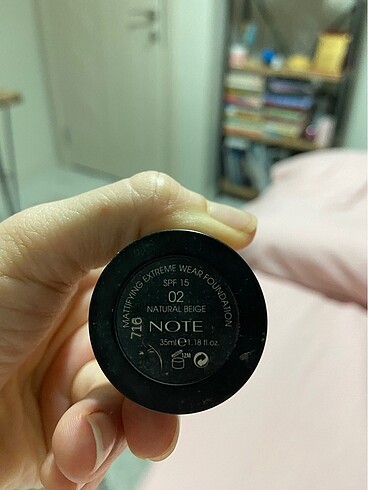 MATTIFYING EXTREME WEAR FOUNDATION
SPF 15
02
NATURAL BEIGE
NOTE
35ml ℮ 1.18 fl.oz.
716
12M